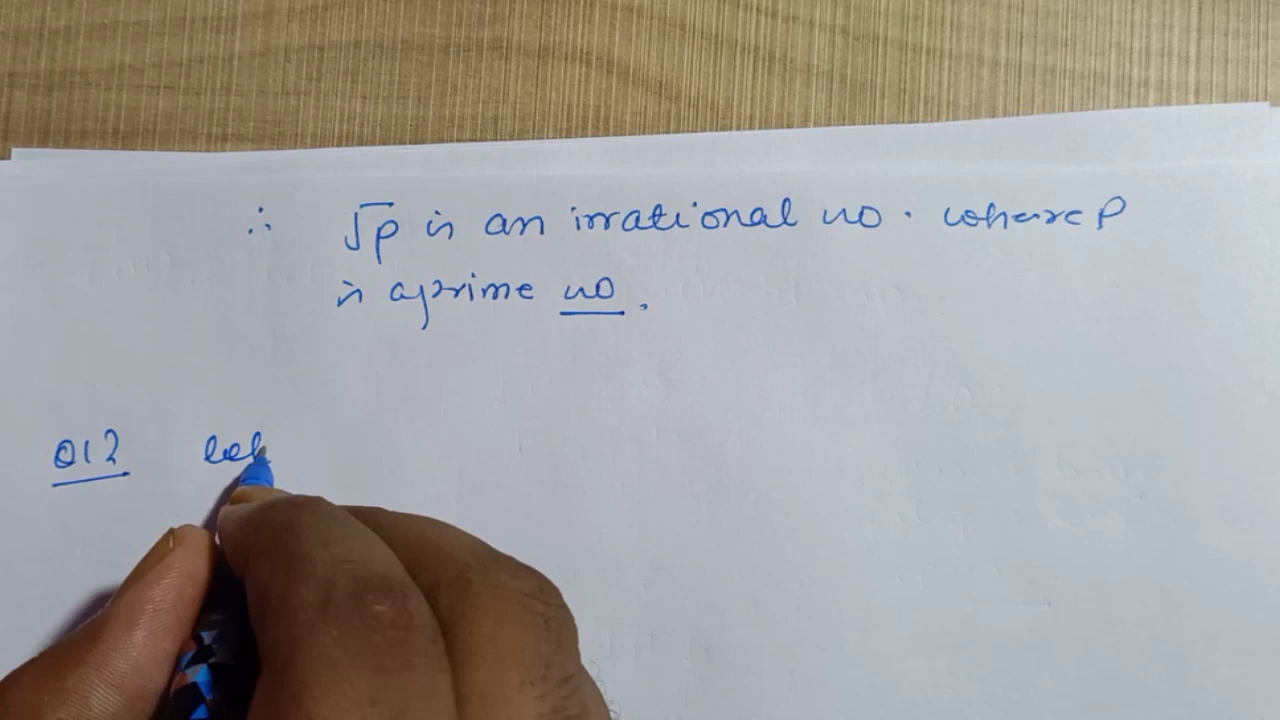 ∴ √p is an irrational no. where P
is a prime no.
Q12 let